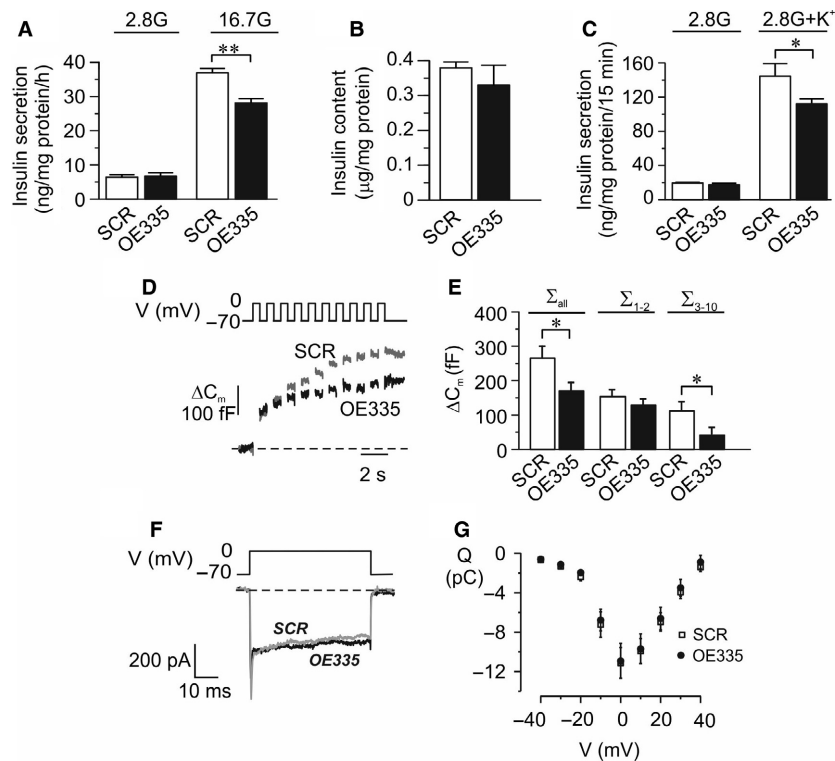 A
2.8G 16.7G
**
Insulin secretion
(ng/mg protein/h)
40
30
20
10
0
SCR
OE335
SCR
OE335
B
Insulin content
(µg/mg protein)
0.4
0.3
0.2
0.1
0
SCR
OE335
C
2.8G 2.8G+K+
*
Insulin secretion
(ng/mg protein/15 min)
160
120
80
40
0
SCR
OE335
SCR
OE335
D
V (mV)
0
−70
SCR
OE335
ΔCm
100 fF
2 s
E
Σall Σ1-2 Σ3-10
* *
ΔCm
(fF)
400
300
200
100
0
SCR
OE335
SCR
OE335
SCR
OE335
F
V (mV)
0
−70
SCR
OE335
200 pA
10 ms
G
Q
(pC)
0
−4
−8
−12
SCR
OE335
−40 −20 0 20 40
V (mV)